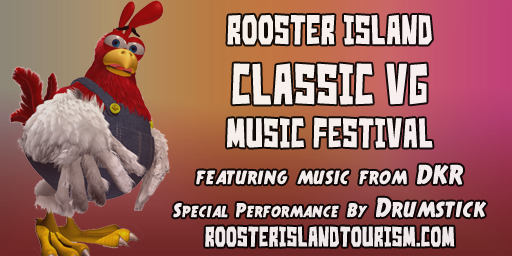 ROOSTER ISLAND
CLASSIC VG
MUSIC FESTIVAL
FEATURING MUSIC FROM DKR
SPECIAL PERFORMANCE BY DRUMSTICK
ROOSTERISLANDTOURISM.COM